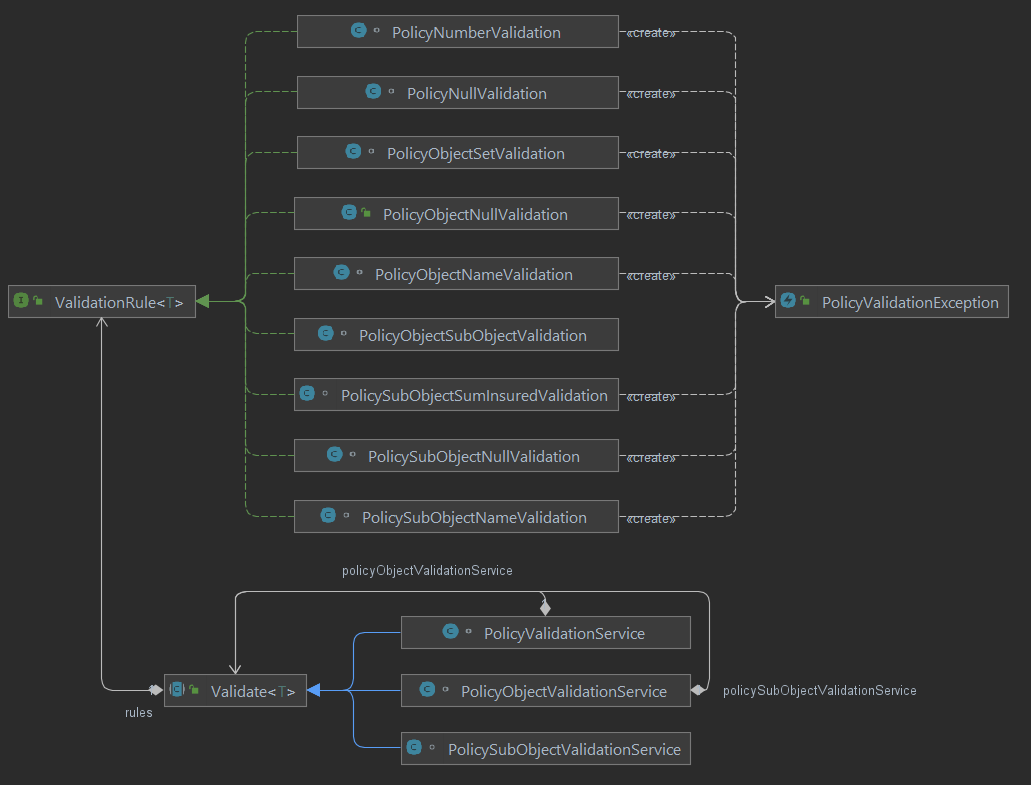 PolicyNumberValidation
«create»
PolicyNullValidation
«create»
PolicyObjectSetValidation
«create»
PolicyObjectNullValidation
«create»
PolicyObjectNameValidation
«create»
ValidationRule<T>
PolicyValidationException
PolicyObjectSubObjectValidation
PolicySubObjectSumInsuredValidation
«create»
PolicySubObjectNullValidation
«create»
PolicySubObjectNameValidation
«create»
policyObjectValidationService
PolicyValidationService
Validate<T>
PolicyObjectValidationService
policySubObjectValidationService
rules
PolicySubObjectValidationService